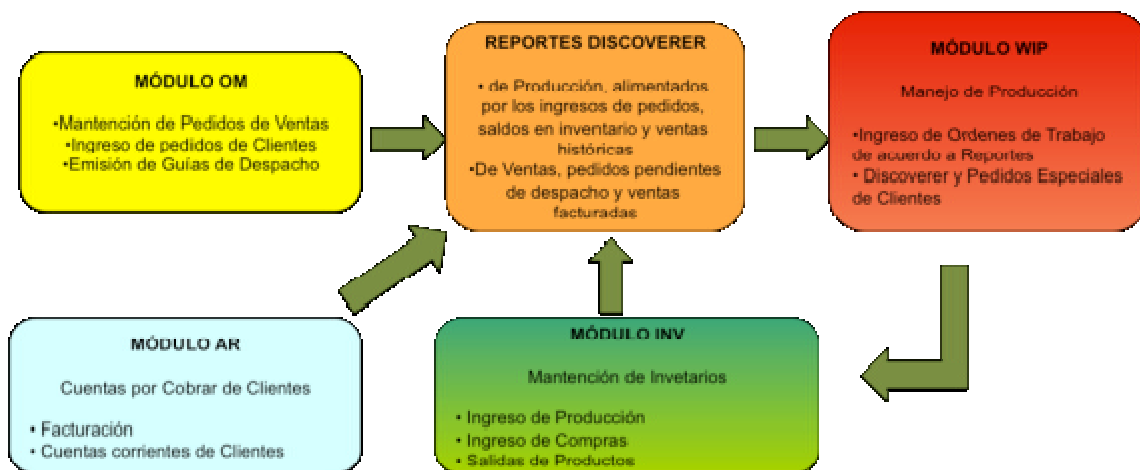 MÓDULO OM
•Mantención de Pedidos de Ventas
•Ingreso de pedidos de Clientes
•Emisión de Guías de Despacho
REPORTES DISCOVERER
• de Producción, alimentados
por los ingresos de pedidos,
saldos en inventario y ventas
históricas
•De Ventas, pedidos pendientes
de despacho y ventas
facturadas
MÓDULO WIP
Manejo de Producción
•Ingreso de Ordenes de Trabajo
de acuerdo a Reportes
• Discoverer y Pedidos Especiales
de Clientes
MÓDULO AR
Cuentas por Cobrar de Clientes
• Facturación
• Cuentas corrientes de Clientes
MÓDULO INV
Mantención de Invetarios
• Ingreso de Producción
• Ingreso de Compras
• Salidas de Productos